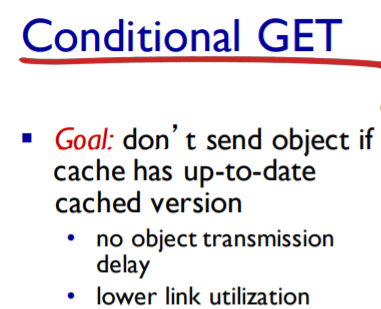 Conditional GET
▪ Goal: don’t send object if
cache has up-to-date
cached version
• no object transmission
delay
• lower link utilization